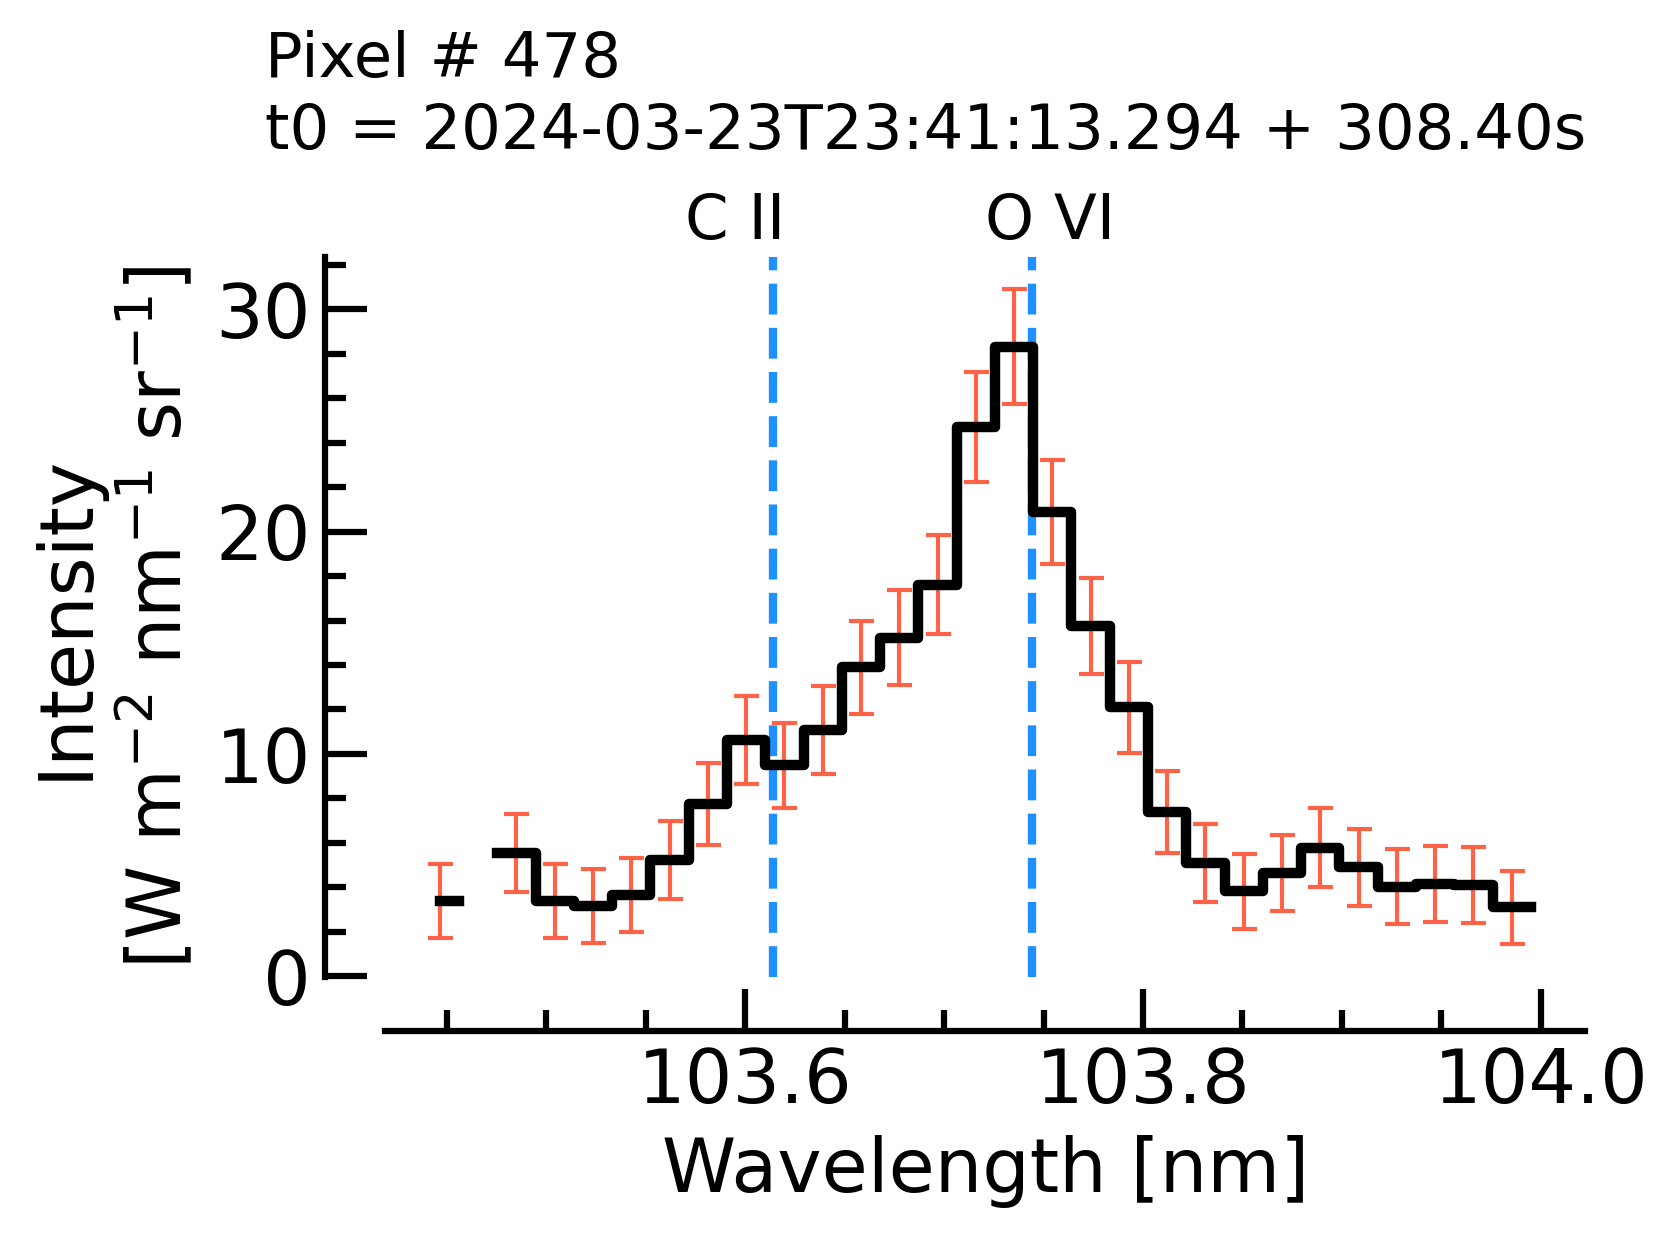 Pixel # 478
t0 = 2024-03-23T23:41:13.294 + 308.40s
C II
O VI
Intensity
[W m⁻² nm⁻¹ sr⁻¹]
30
20
10
0
103.6
103.8
104.0
Wavelength [nm]